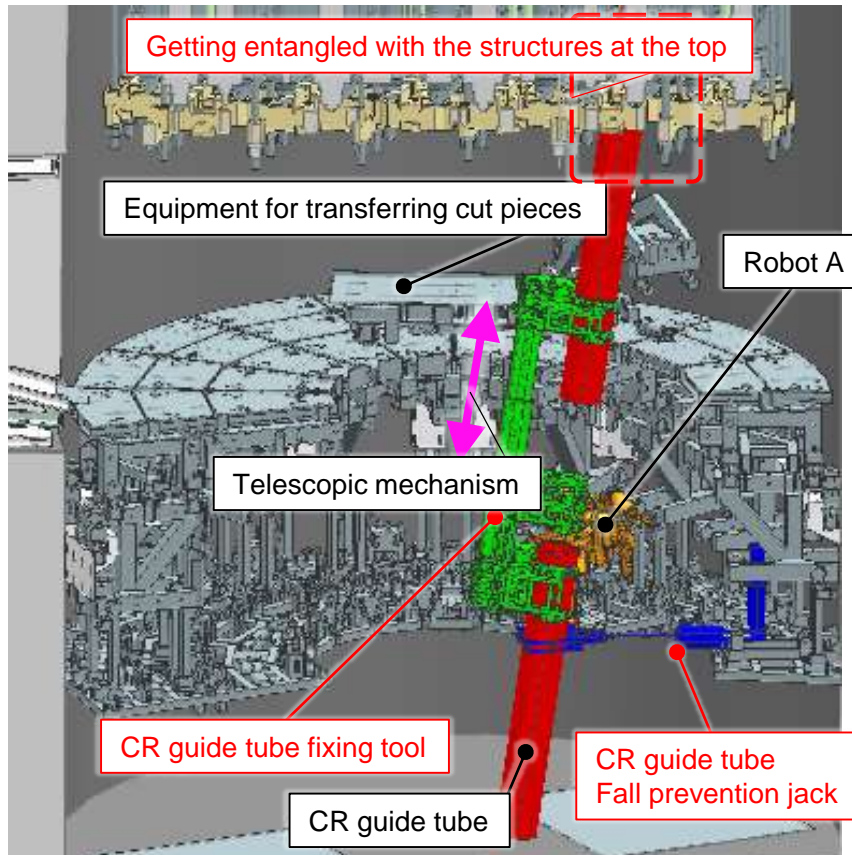 Getting entangled with the structures at the top
Equipment for transferring cut pieces
Robot A
Telescopic mechanism
CR guide tube fixing tool
CR guide tube
Fall prevention jack
CR guide tube